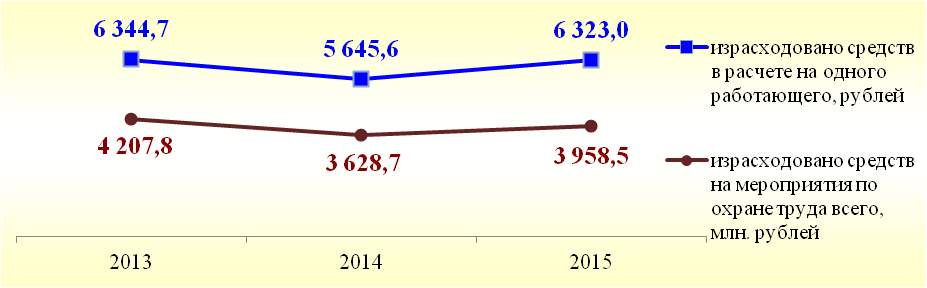 6 344,7
5 645,6
6 323,0
4 207,8
3 628,7
3 958,5
2013
2014
2015
израсходовано средств
в расчете на одного
работающего, рублей
израсходовано средств
на мероприятия по
охране труда всего,
млн. рублей